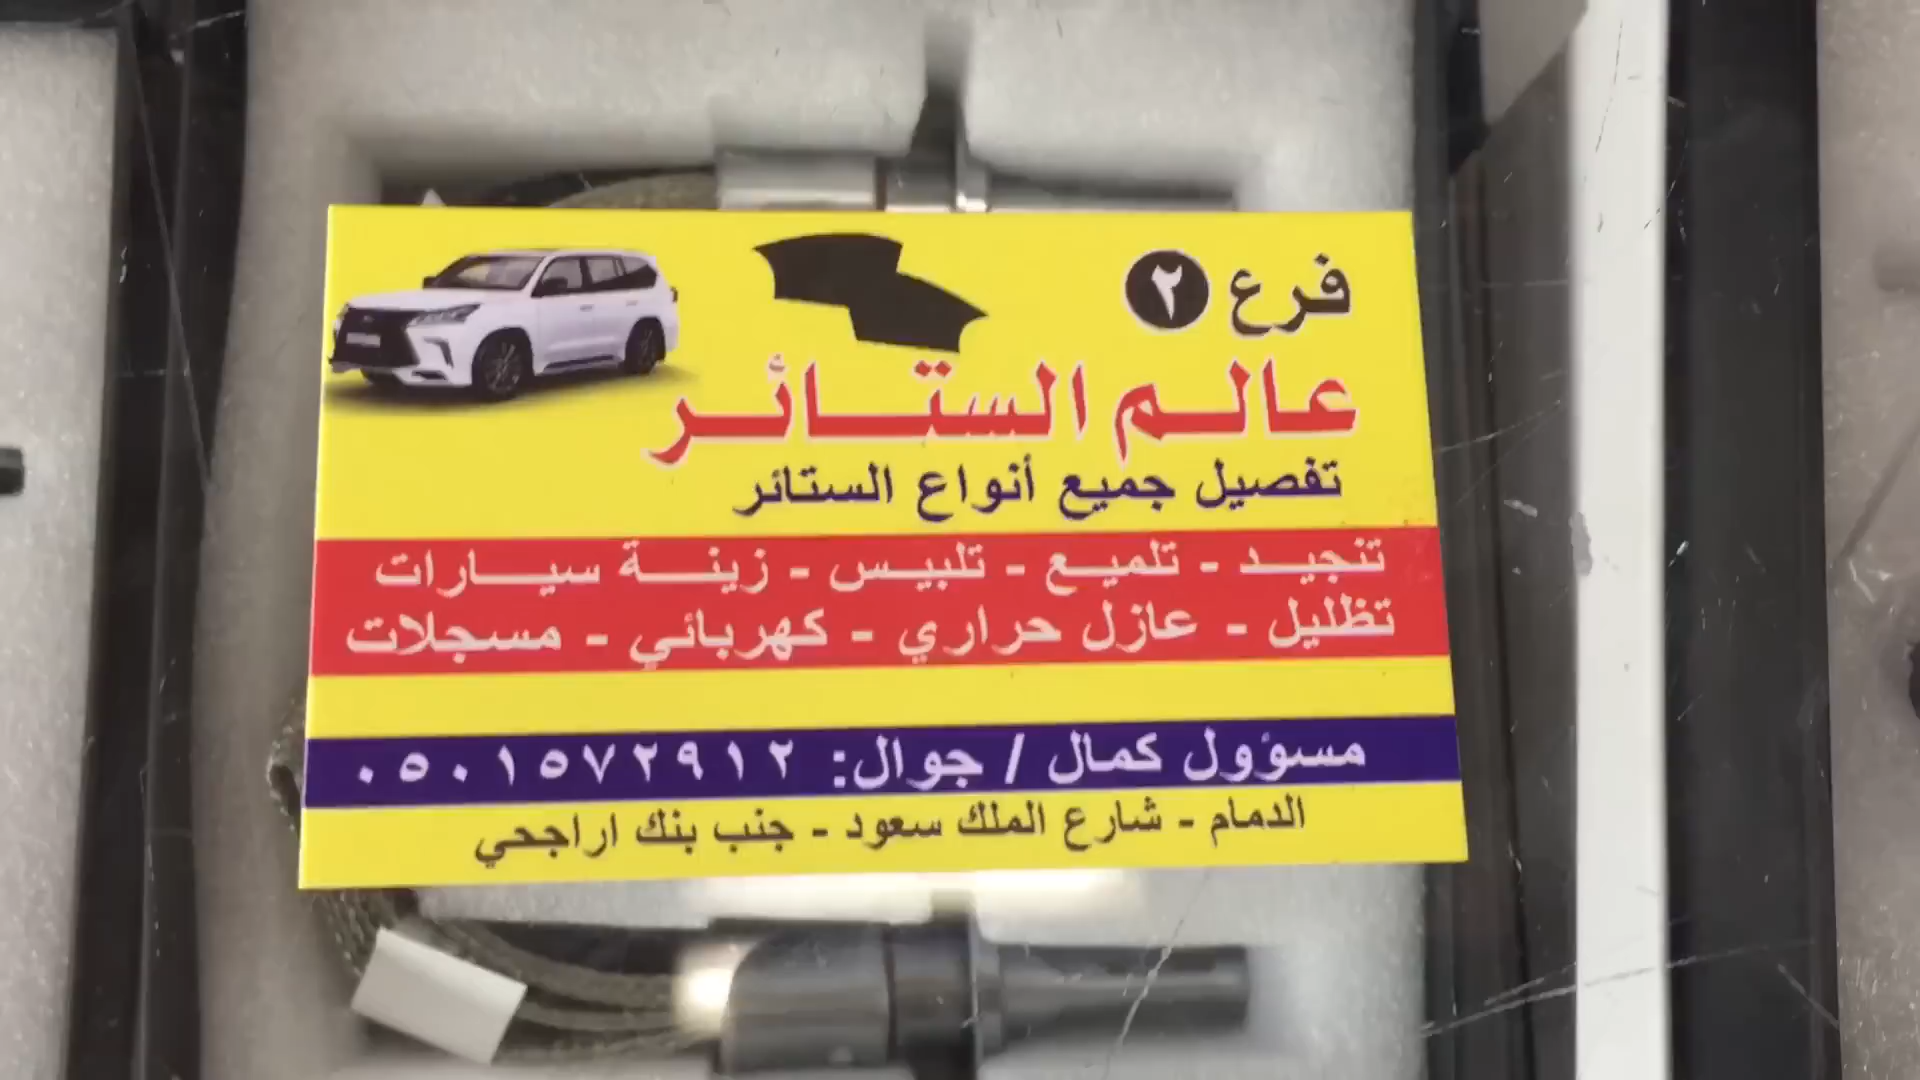 فرع ٢
عالم الستائر
تفصيل جميع أنواع الستائر
تنجيد - تلميع - تلبيس - زينة سيارات
تظليل - عازل حراري - كهربائي - مسجلات
مسؤول كمال / جوال: ٠٥٠١٥٧٢٩١٢
الدمام - شارع الملك سعود - جنب بنك اراجحي